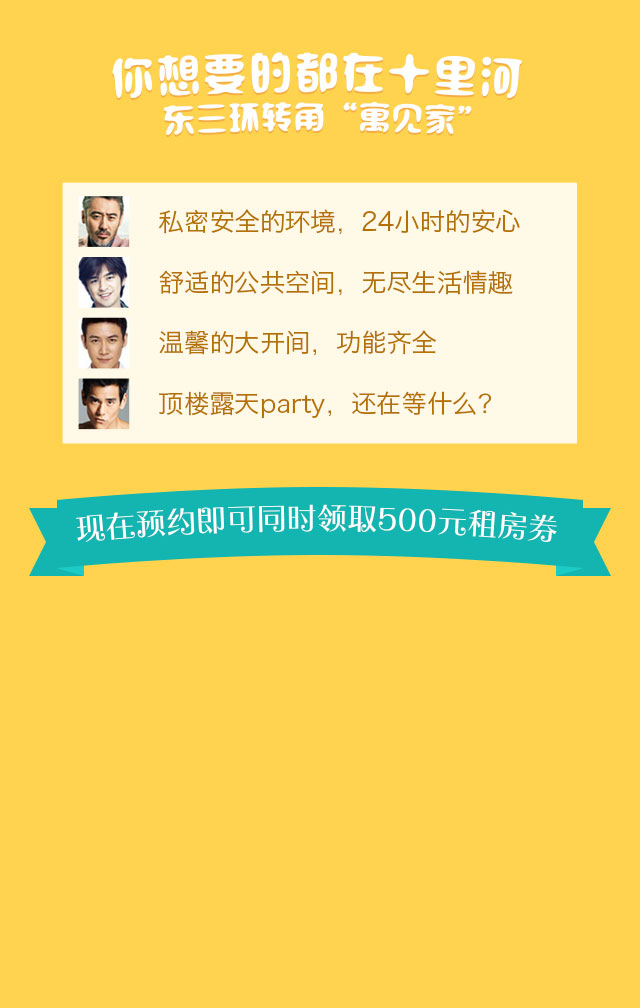 你想要的都在十里河
东三环转角“寓见家”
私密安全的环境，24小时的安心
舒适的公共空间，无尽生活情趣
温馨的大开间，功能齐全
顶楼露天party，还在等什么？
现在预约即可同时领取500元租房券